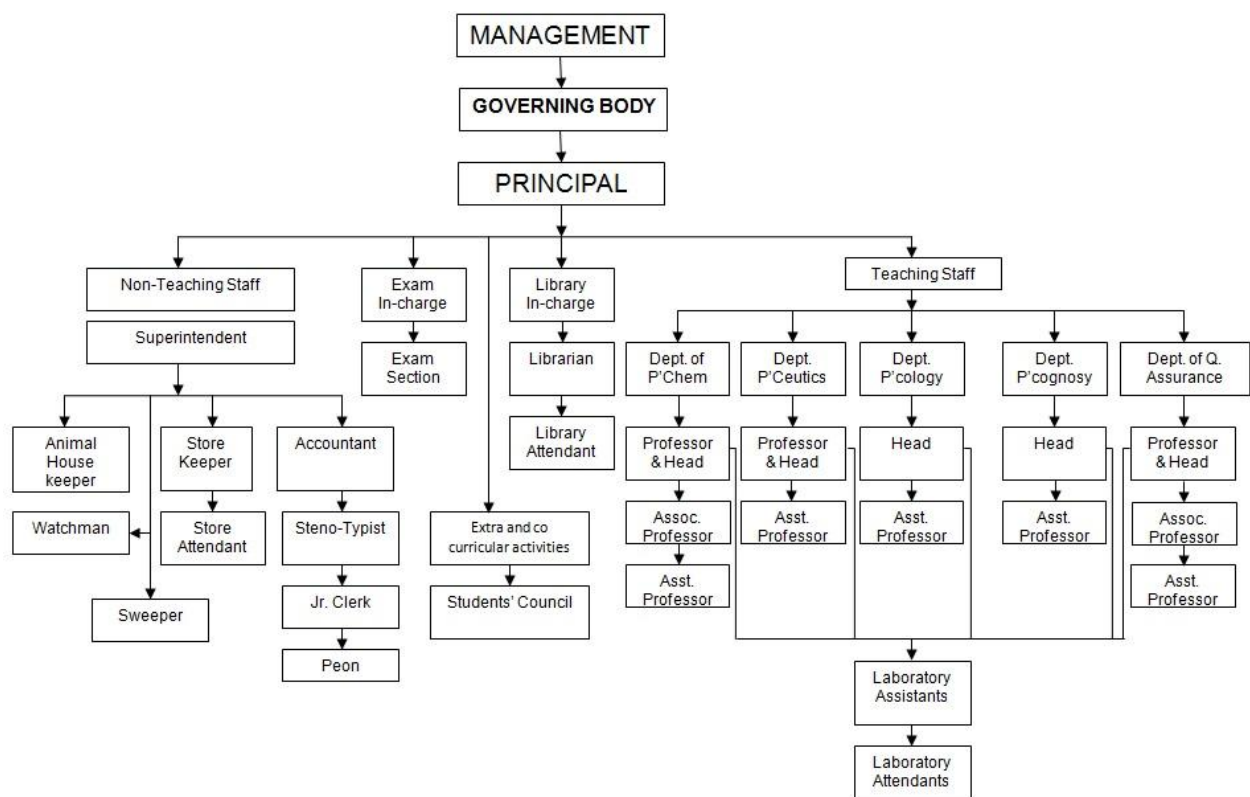 MANAGEMENT
GOVERNING BODY
PRINCIPAL
Non-Teaching Staff
Exam
In-charge
Library
In-charge
Teaching Staff
Superintendent
Exam
Section
Librarian
Dept. of
P'Chem
Dept.
P'Ceutics
Dept.
P'cology
Dept.
P'cognosy
Dept. of Q.
Assurance
Animal
House
keeper
Store
Keeper
Accountant
Library
Attendant
Professor
& Head
Professor
& Head
Head
Head
Professor
& Head
Watchman
Store
Attendant
Steno-Typist
Extra and co
curricular activities
Assoc.
Professor
Asst.
Professor
Asst.
Professor
Asst.
Professor
Assoc.
Professor
Sweeper
Jr. Clerk
Students' Council
Asst.
Professor
Asst.
Professor
Peon
Laboratory
Assistants
Laboratory
Attendants